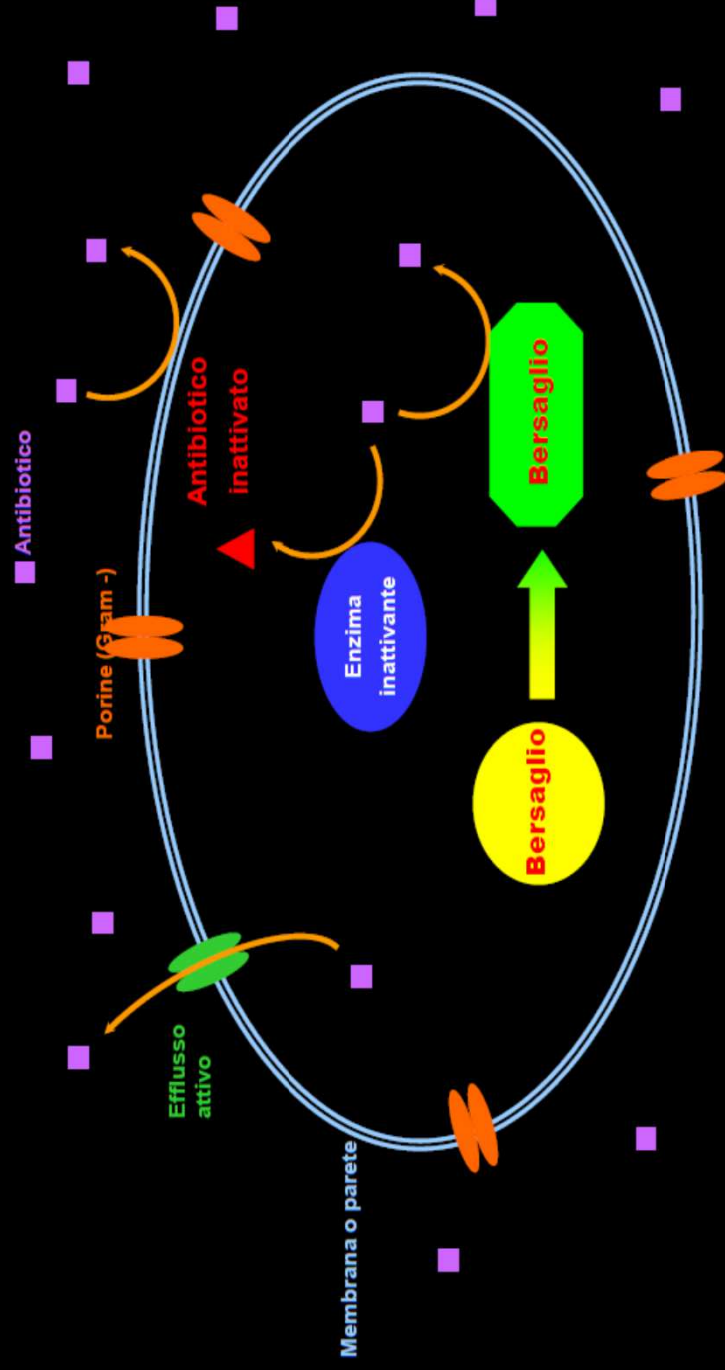 Antibiotico
Porine (Gram -)
Efflusso
attivo
Membrana o parete
Antibiotico
inattivato
Enzima
inattivante
Bersaglio
Bersaglio